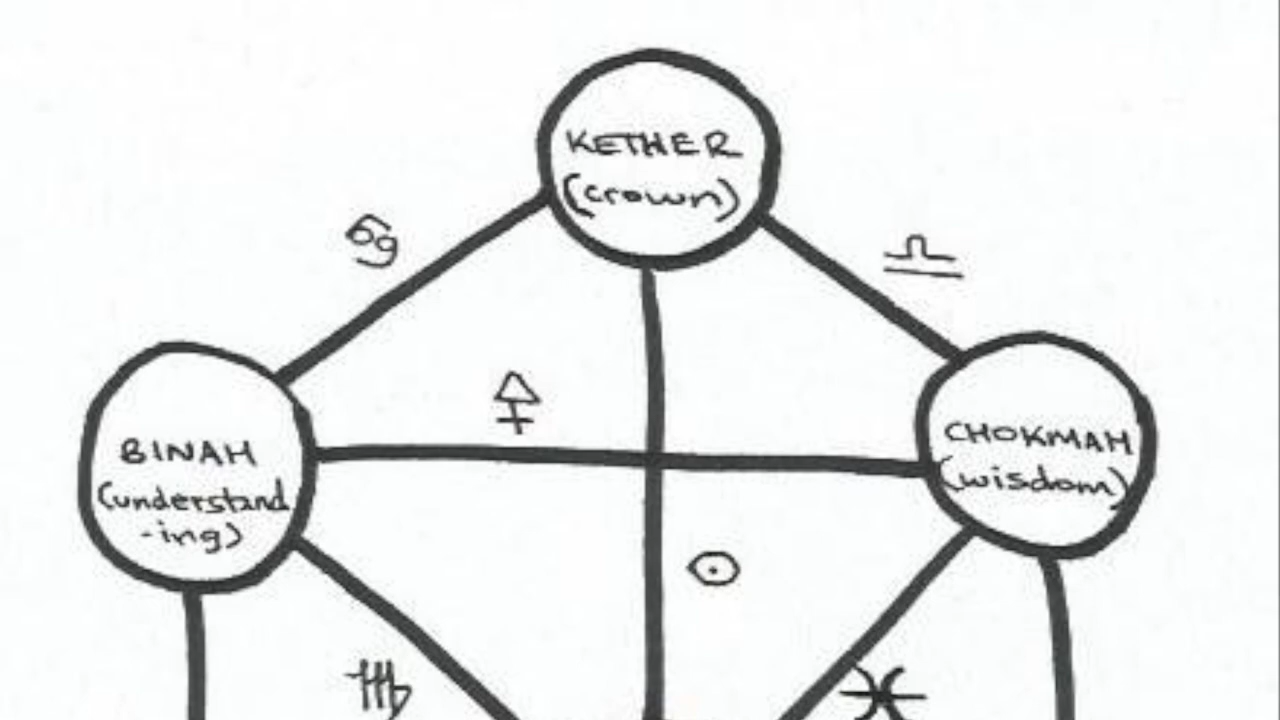 KETHER
(crown)
♋
♎
BINAH
(understand
-ing)
CHOKMAH
(wisdom)
☉
♍
♓